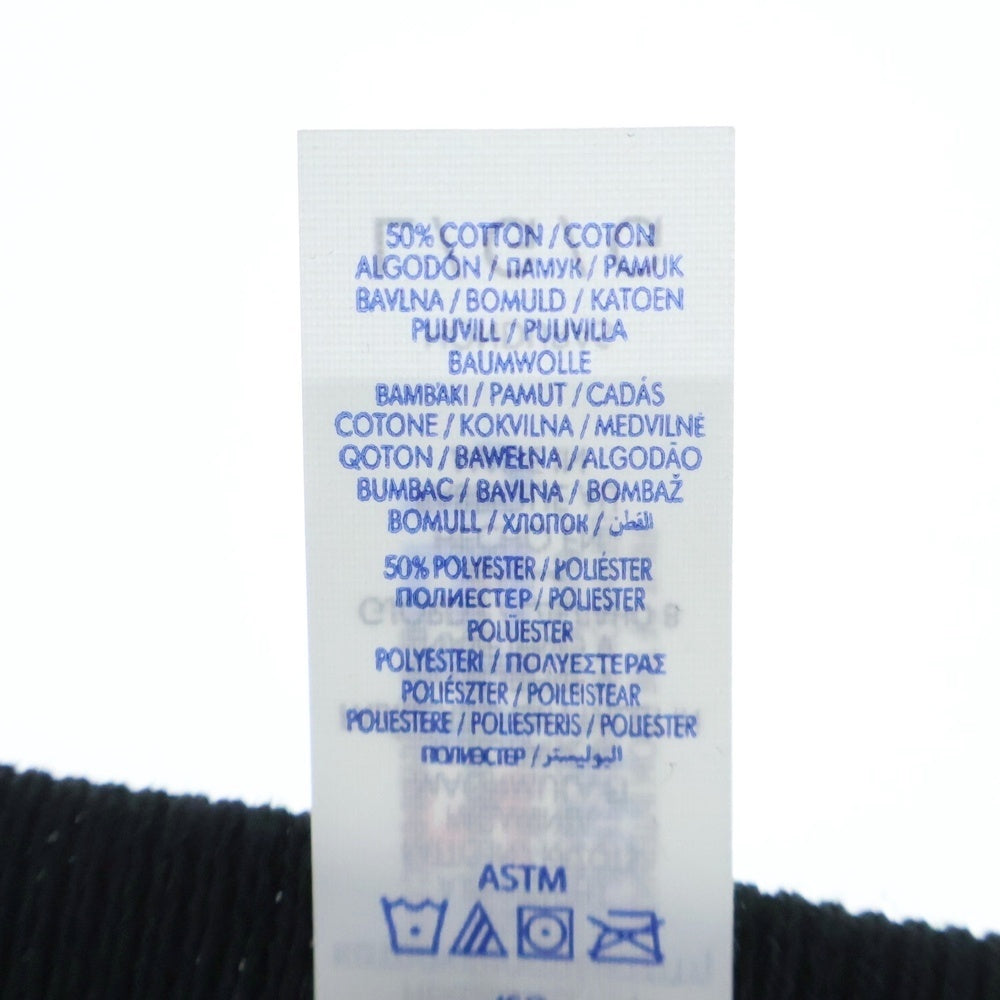 50% COTTON / COTON
ALGODÓN / ПАМУК / PAMUK
BAVLNA / BOMULD / KATOEN
PUUVILL / PUUVILLA
BAUMWOLLE
BAMBAKI / PAMUT / CADÁS
COTONE / KOKVILNA / MEDVILNĖ
QOTON / BAWEŁNA / ALGODÃO
BUMBAC / BAVLNA / BOMBAŽ
BOMULL / ХЛОПОК / القطن
50% POLYESTER / POLIÉSTER
ПОЛИЕСТЕР / POLIESTER
POLÜESTER
POLYESTERI / ΠΟΛΥΕΣΤΕΡΑΣ
POLIÉSZTER / POILEISTEAR
POLIESTERE / POLIESTERIS / POLIESTER
ПОЛИЭСТЕР / البوليستر
ASTM